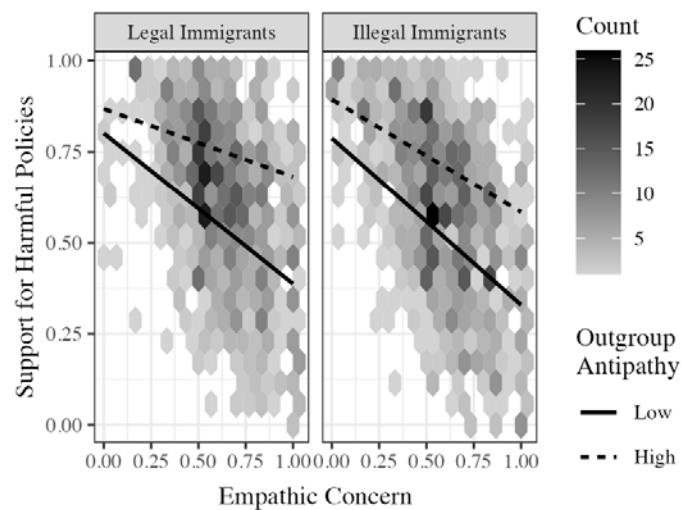 Legal Immigrants
Illegal Immigrants
Support for Harmful Policies
1.00
0.75
0.50
0.25
0.00
0.00 0.25 0.50 0.75 1.00
0.00 0.25 0.50 0.75 1.00
Empathic Concern
Count
25
20
15
10
5
Outgroup
Antipathy
Low
High